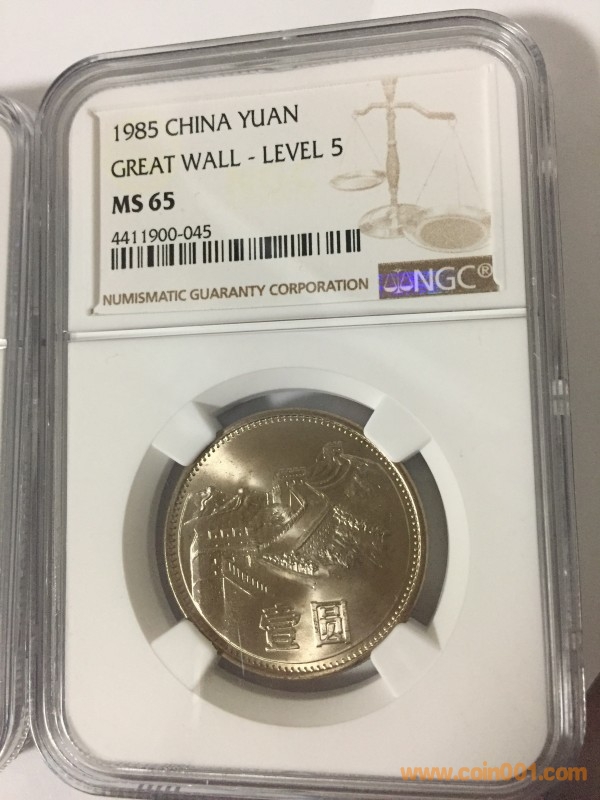 1985 CHINA YUAN
GREAT WALL - LEVEL 5
MS 65
4411900-045
NUMISMATIC GUARANTY CORPORATION NGC®
壹圆
www.coin001.com